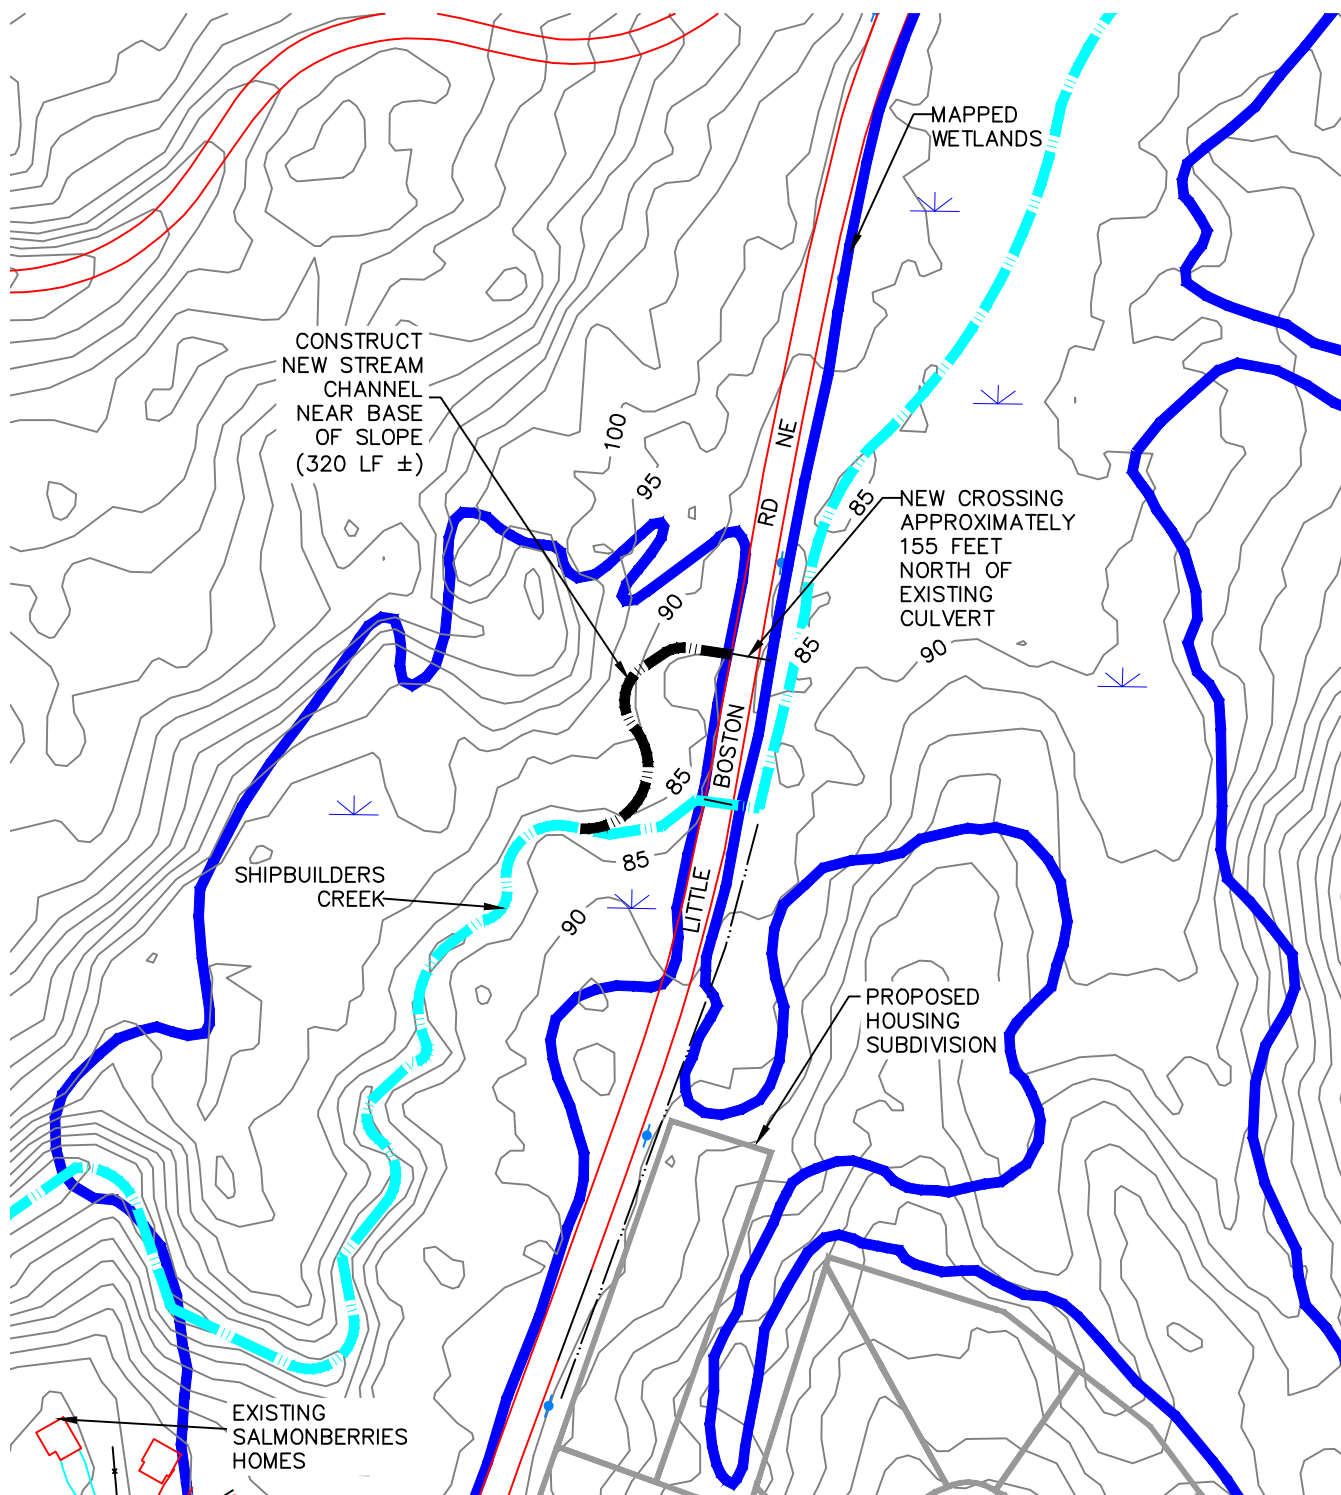 MAPPED
WETLANDS
CONSTRUCT
NEW STREAM
CHANNEL
NEAR BASE
OF SLOPE
(320 LF ±)
100
95
90
NEW CROSSING
APPROXIMATELY
155 FEET
NORTH OF
EXISTING
CULVERT
85
85
90
LITTLE BOSTON RD NE
85
85
90
SHIPBUILDERS
CREEK
PROPOSED
HOUSING
SUBDIVISION
EXISTING
SALMONBERRIES
HOMES